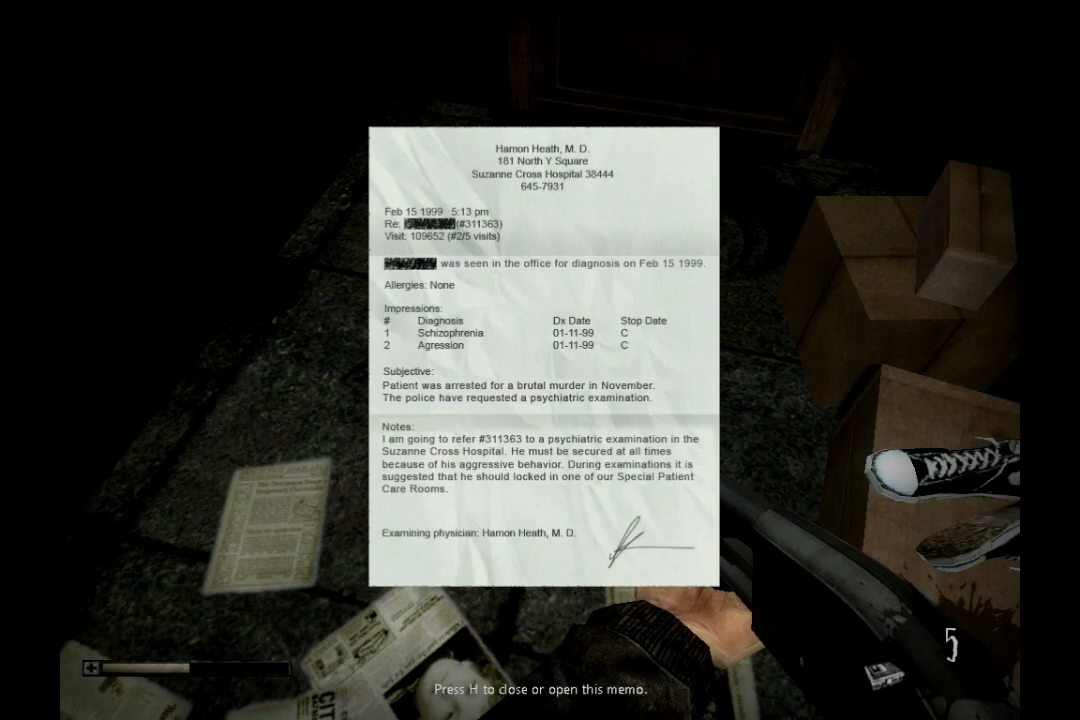 Hamon Heath, M. D.
181 North Y Square
Suzanne Cross Hospital 38444
645-7931
Feb 15 1999 5:13 pm
Re: (#311363)
Visit: 109652 (#2/5 visits)
was seen in the office for diagnosis on Feb 15 1999.
Allergies: None
Impressions:
# Diagnosis Dx Date Stop Date
1 Schizophrenia 01-11-99 C
2 Agression 01-11-99 C
Subjective:
Patient was arrested for a brutal murder in November.
The police have requested a psychiatric examination.
Notes:
I am going to refer #311363 to a psychiatric examination in the
Suzanne Cross Hospital. He must be secured at all times
because of his aggressive behavior. During examinations it is
suggested that he should locked in one of our Special Patient
Care Rooms.
Examining physician: Hamon Heath, M. D.
5
Press H to close or open this memo.